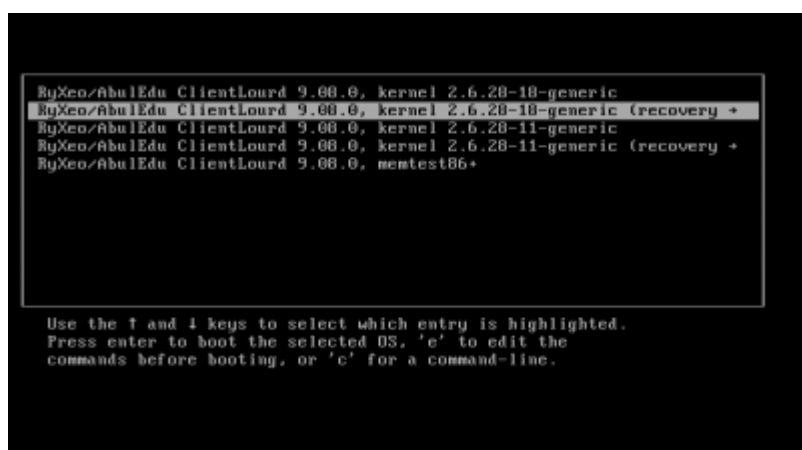 RyXeo/AbulEdu ClientLourd 9.08.0, kernel 2.6.28-18-generic
RyXeo/AbulEdu ClientLourd 9.08.0, kernel 2.6.28-18-generic (recovery →
RyXeo/AbulEdu ClientLourd 9.08.0, kernel 2.6.28-11-generic
RyXeo/AbulEdu ClientLourd 9.08.0, kernel 2.6.28-11-generic (recovery →
RyXeo/AbulEdu ClientLourd 9.08.0, memtest86+
Use the ↑ and ↓ keys to select which entry is highlighted.
Press enter to boot the selected OS, 'e' to edit the
commands before booting, or 'c' for a command-line.